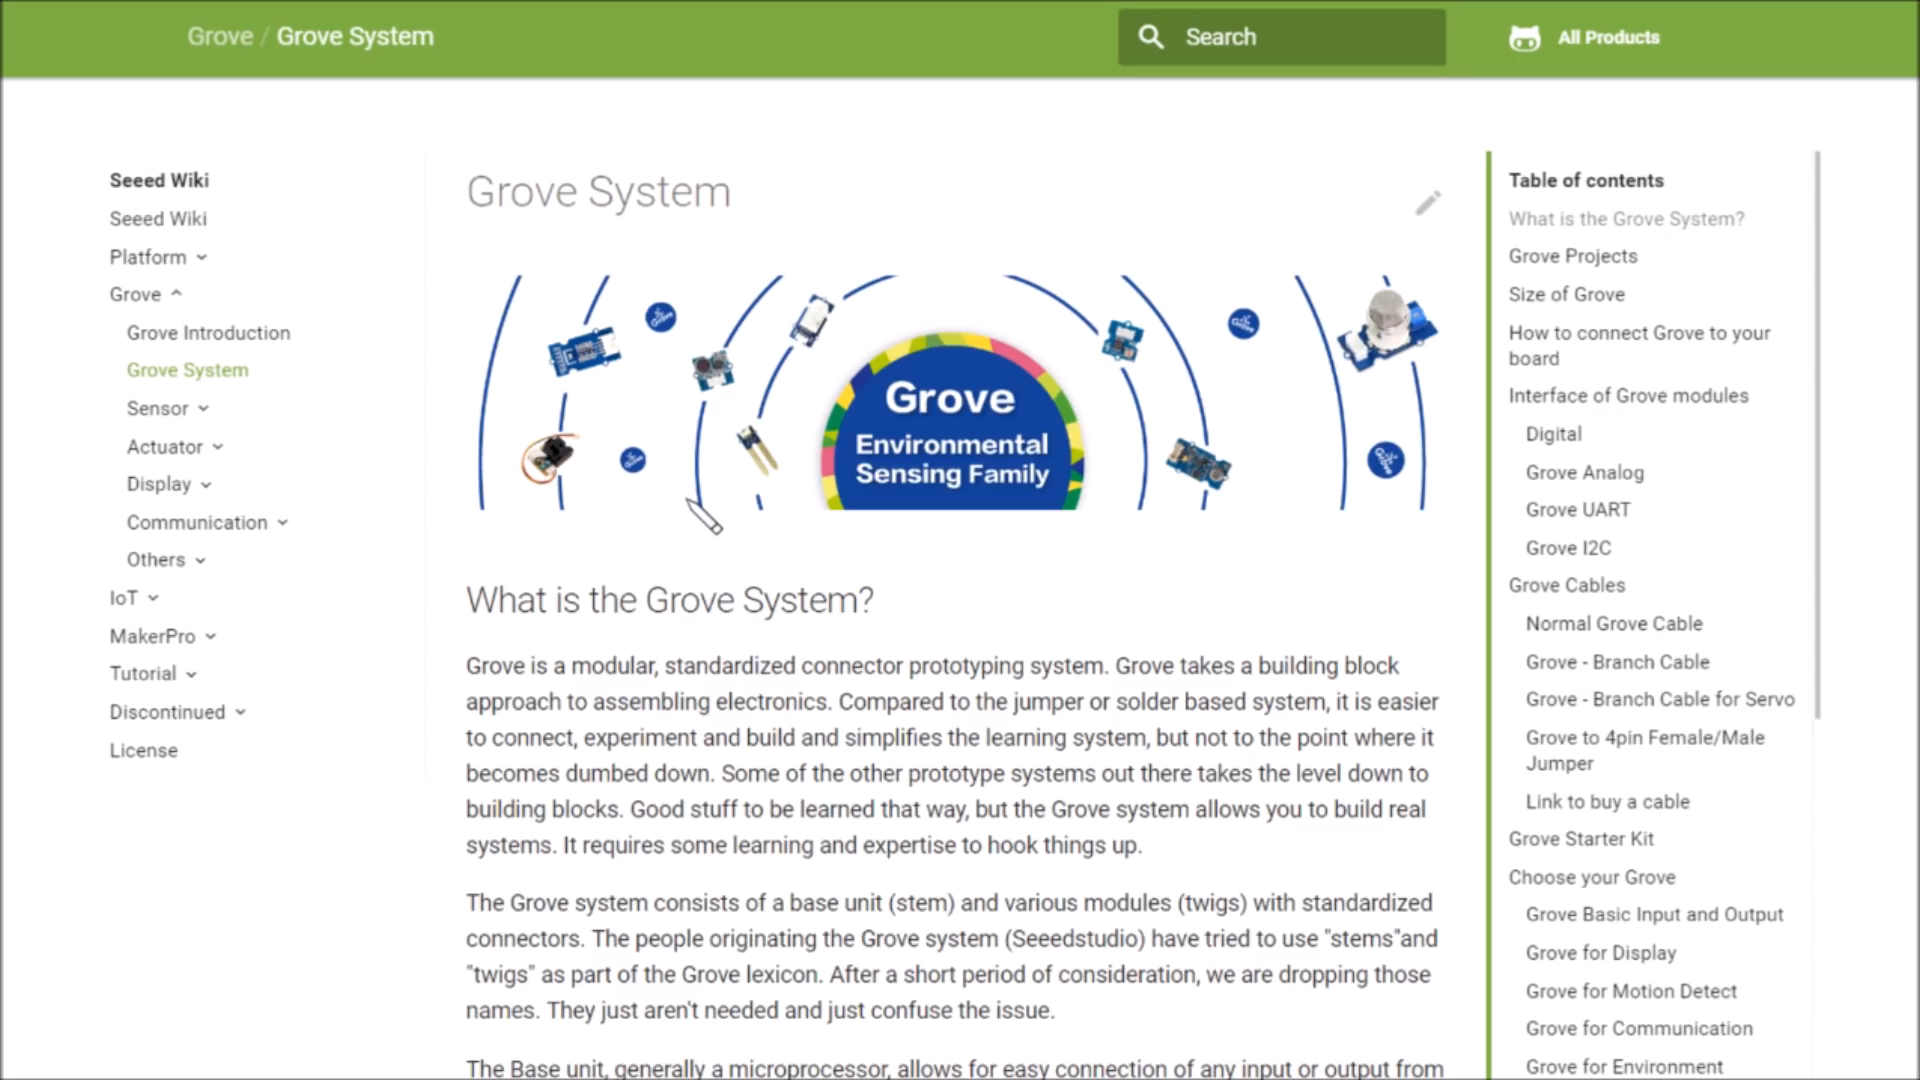 Grove / Grove System
Search
All Products
Seeed Wiki
Seeed Wiki
Platform
Grove
Grove Introduction
Grove System
Sensor
Actuator
Display
Communication
Others
IoT
MakerPro
Tutorial
Discontinued
License
Grove System
Grove
Grove
Grove
Grove
Grove
Environmental
Sensing Family
What is the Grove System?
Grove is a modular, standardized connector prototyping system. Grove takes a building block
approach to assembling electronics. Compared to the jumper or solder based system, it is easier
to connect, experiment and build and simplifies the learning system, but not to the point where it
becomes dumbed down. Some of the other prototype systems out there takes the level down to
building blocks. Good stuff to be learned that way, but the Grove system allows you to build real
systems. It requires some learning and expertise to hook things up.
The Grove system consists of a base unit (stem) and various modules (twigs) with standardized
connectors. The people originating the Grove system (Seeedstudio) have tried to use "stems"and
"twigs" as part of the Grove lexicon. After a short period of consideration, we are dropping those
names. They just aren't needed and just confuse the issue.
The Base unit, generally a microprocessor, allows for easy connection of any input or output from
Table of contents
What is the Grove System?
Grove Projects
Size of Grove
How to connect Grove to your
board
Interface of Grove modules
Digital
Grove Analog
Grove UART
Grove I2C
Grove Cables
Normal Grove Cable
Grove - Branch Cable
Grove - Branch Cable for Servo
Grove to 4pin Female/Male
Jumper
Link to buy a cable
Grove Starter Kit
Choose your Grove
Grove Basic Input and Output
Grove for Display
Grove for Motion Detect
Grove for Communication
Grove for Environment